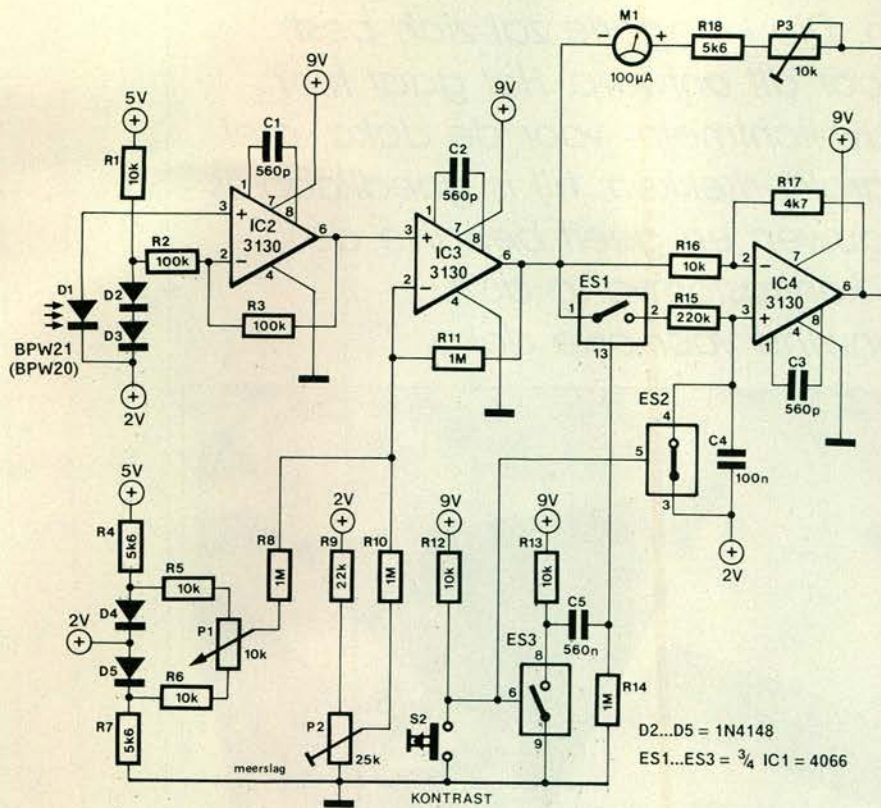 M1
100µA
R18
5k6
P3
10k
5V
9V
9V
9V
R1
10k
C1
560p
C2
560p
R17
4k7
1
7
8
3
+
IC2
3130
6
2
−
4
R2
100k
R3
100k
1
7
8
3
+
IC3
3130
6
2
−
4
R11
1M
R16
10k
ES1
1
2
13
R15
220k
2
−
7
IC4
3130
6
3
+
4
8
1
C3
560p
D1
BPW21
(BPW20)
D2
D3
2V
ES2
4
5
3
C4
100n
2V
5V
R4
5k6
R5
10k
D4
2V
P1
10k
D5
R6
10k
R7
5k6
R8
1M
2V
R9
22k
R10
1M
P2
25k
meerslag
9V
R12
10k
9V
R13
10k
C5
560n
ES3
8
6
9
S2
R14
1M
KONTRAST
D2...D5 = 1N4148
ES1...ES3 = ¾ IC1 = 4066